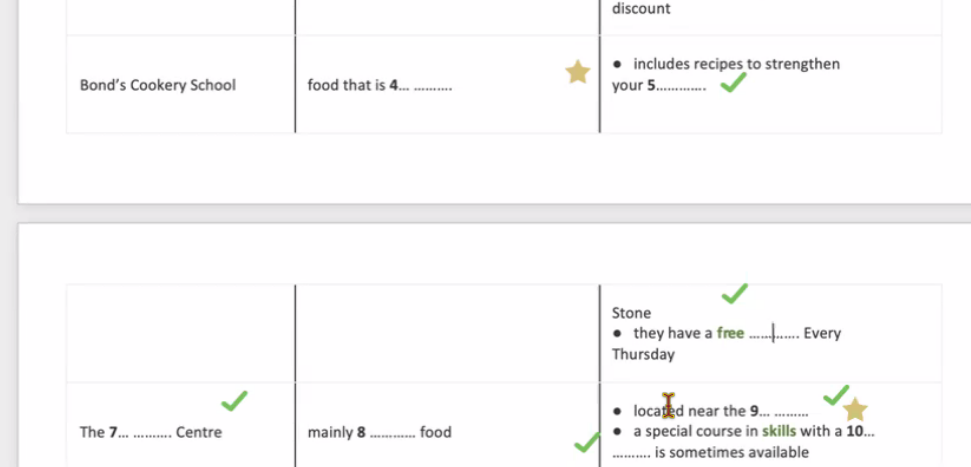 discount
Bond's Cookery School
food that is 4... ..........
● includes recipes to strengthen
your 5.............
Stone
● they have a free ............. Every
Thursday
The 7... .......... Centre
mainly 8 ............ food
● located near the 9... .........
● a special course in skills with a 10...
.......... is sometimes available